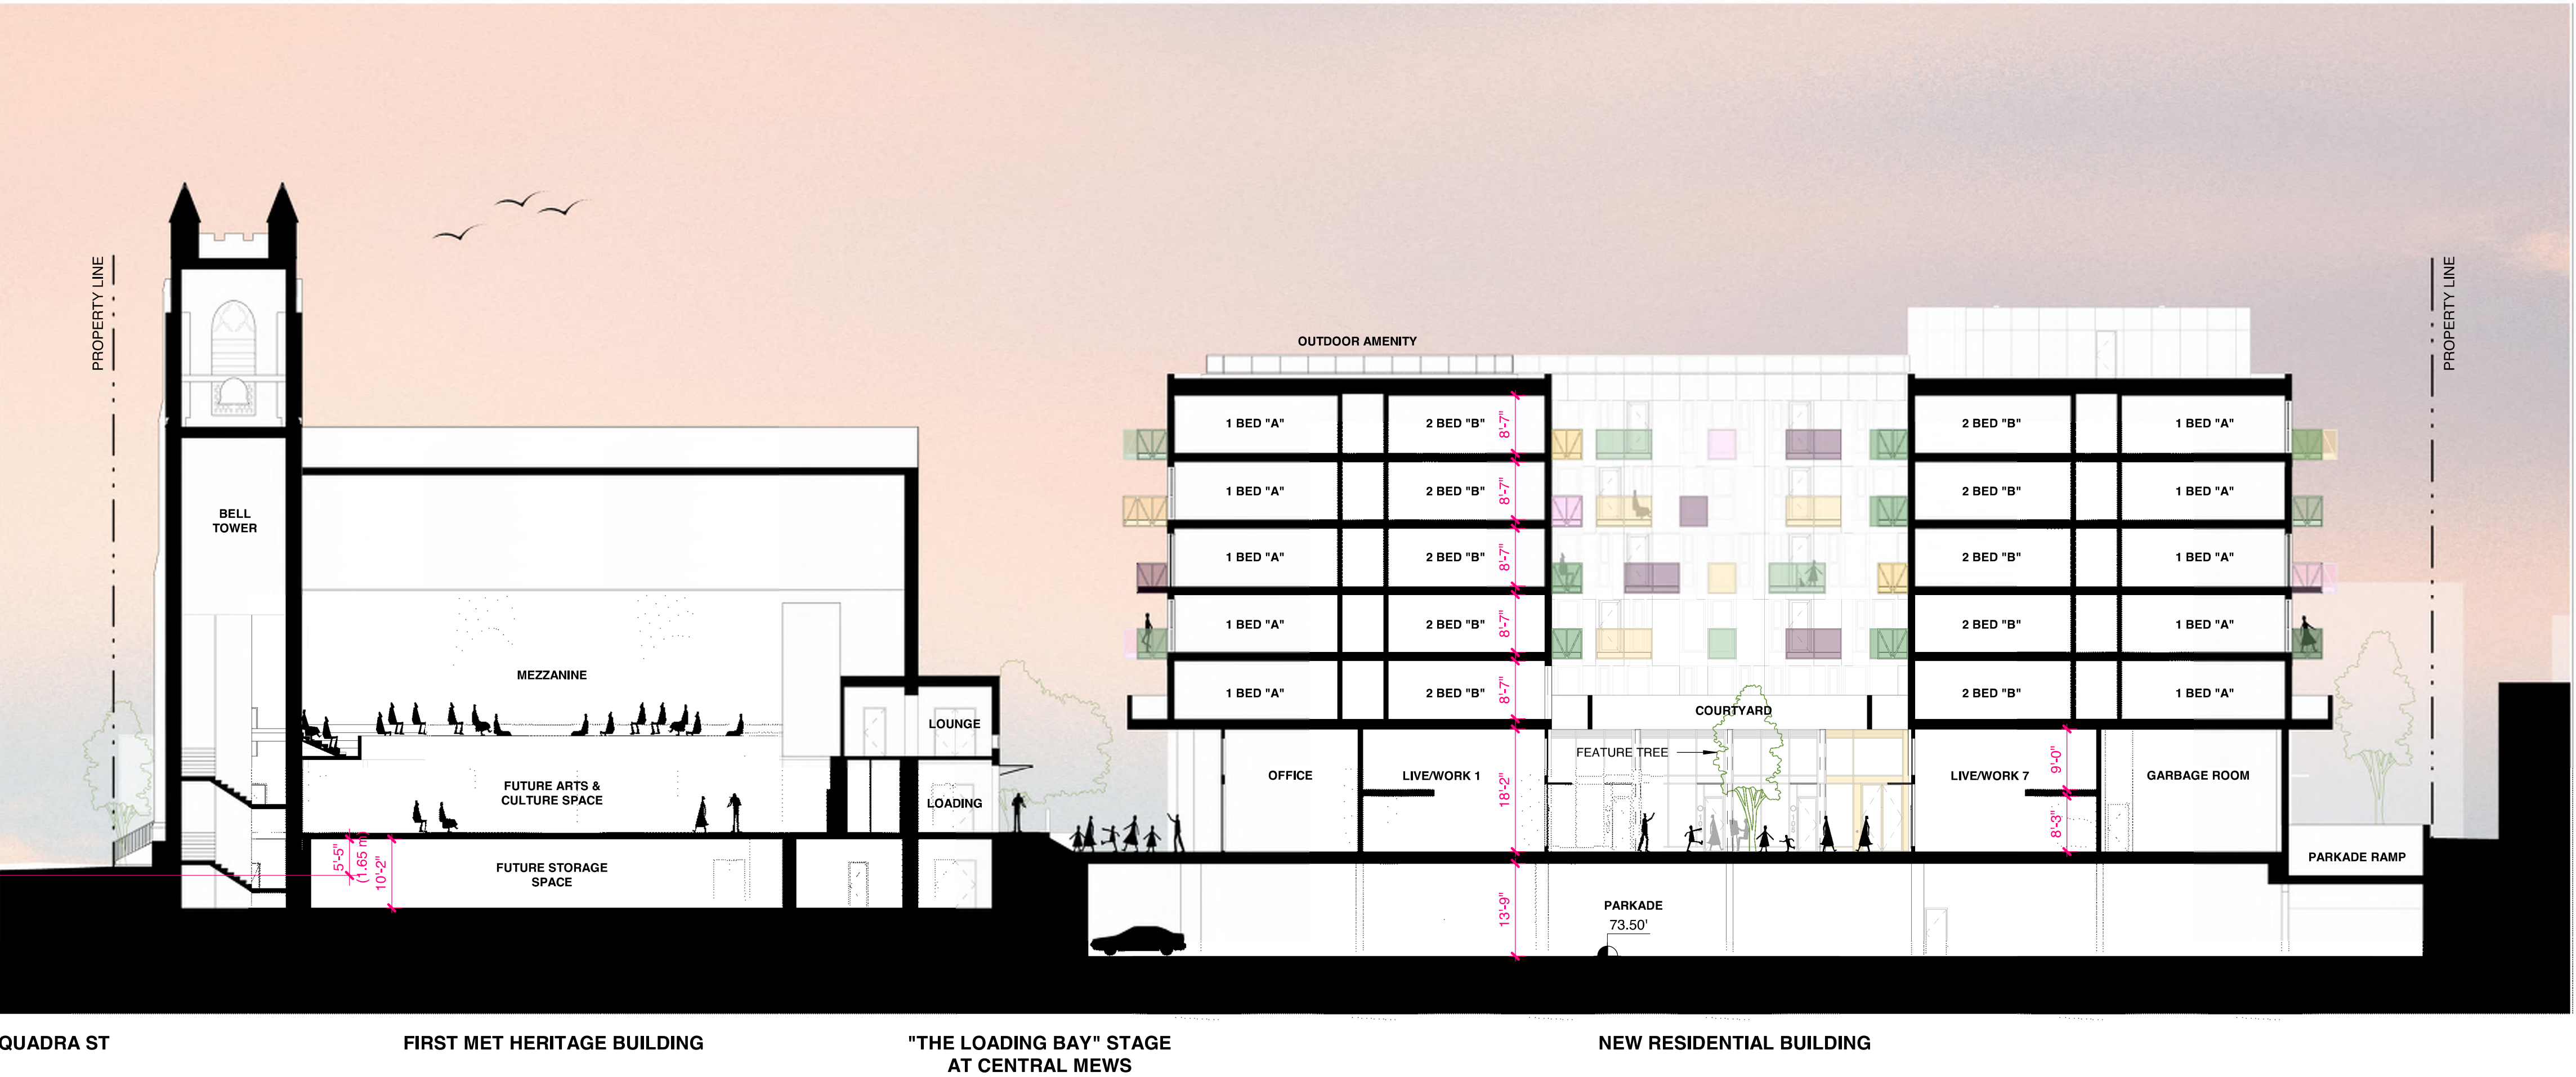 PROPERTY LINE
PROPERTY LINE
OUTDOOR AMENITY
1 BED "A"
2 BED "B"
8'-7"
2 BED "B"
1 BED "A"
1 BED "A"
2 BED "B"
8'-7"
2 BED "B"
1 BED "A"
BELL
TOWER
1 BED "A"
2 BED "B"
8'-7"
2 BED "B"
1 BED "A"
1 BED "A"
2 BED "B"
8'-7"
2 BED "B"
1 BED "A"
MEZZANINE
1 BED "A"
2 BED "B"
8'-7"
2 BED "B"
1 BED "A"
COURTYARD
LOUNGE
FEATURE TREE
OFFICE
LIVE/WORK 1
18'-2"
LIVE/WORK 7
9'-0"
8'-3"
GARBAGE ROOM
FUTURE ARTS &
CULTURE SPACE
LOADING
5'-5"
(1.65 m)
10'-2"
FUTURE STORAGE
SPACE
PARKADE RAMP
13'-9"
PARKADE
73.50'
QUADRA ST
FIRST MET HERITAGE BUILDING
"THE LOADING BAY" STAGE
AT CENTRAL MEWS
NEW RESIDENTIAL BUILDING